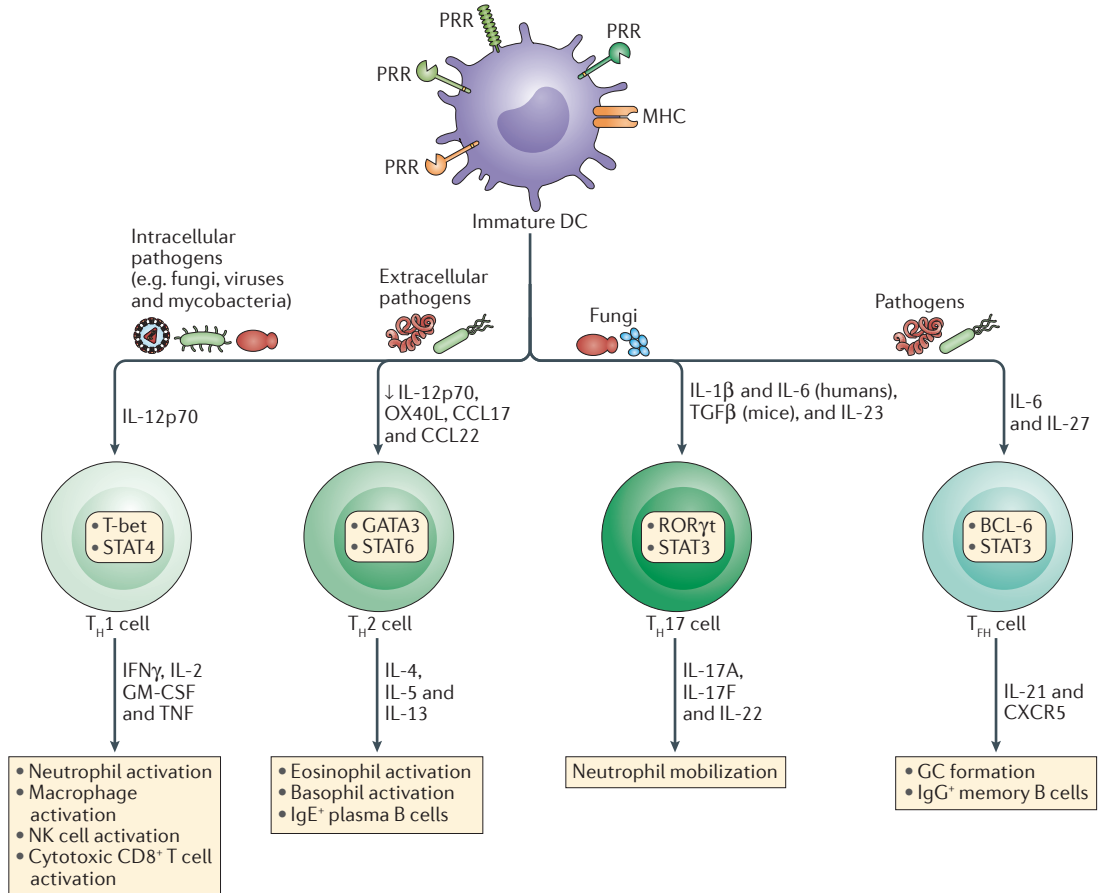 PRR
PRR
PRR
MHC
PRR
Immature DC
Intracellular
pathogens
(e.g. fungi, viruses
and mycobacteria)
Extracellular
pathogens
Fungi
Pathogens
IL-12p70
↓ IL-12p70,
OX40L, CCL17
and CCL22
IL-1β and IL-6 (humans),
TGFβ (mice), and IL-23
IL-6
and IL-27
• T-bet
• STAT4
• GATA3
• STAT6
• RORγt
• STAT3
• BCL-6
• STAT3
T_H1 cell
T_H2 cell
T_H17 cell
T_FH cell
IFNγ, IL-2
GM-CSF
and TNF
IL-4,
IL-5 and
IL-13
IL-17A,
IL-17F
and IL-22
IL-21 and
CXCR5
• Neutrophil activation
• Macrophage
activation
• NK cell activation
• Cytotoxic CD8⁺ T cell
activation
• Eosinophil activation
• Basophil activation
• IgE⁺ plasma B cells
Neutrophil mobilization
• GC formation
• IgG⁺ memory B cells